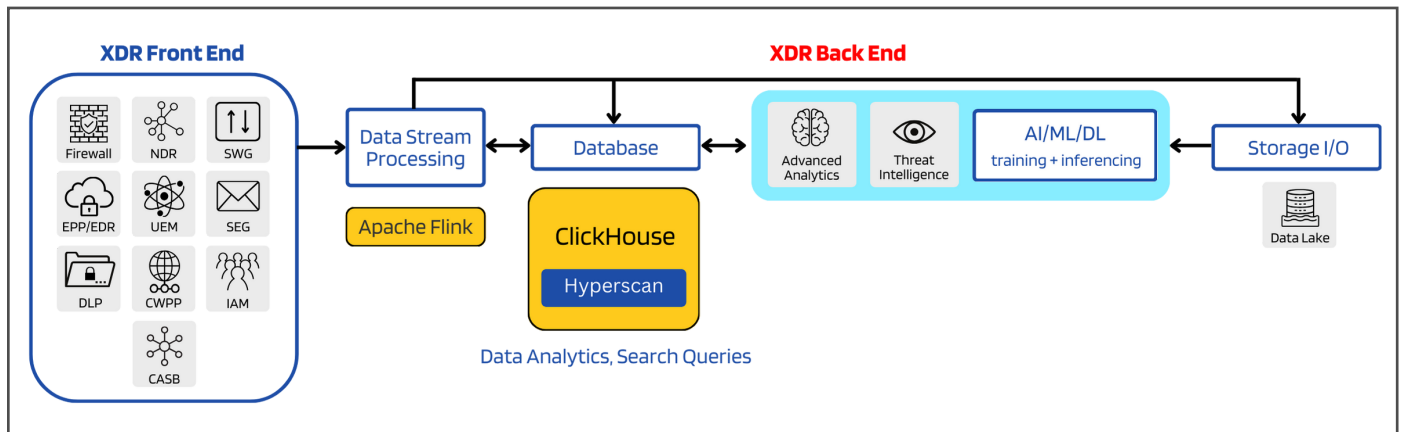 XDR Front End
XDR Back End
Firewall
NDR
SWG
EPP/EDR
UEM
SEG
DLP
CWPP
IAM
CASB
Data Stream
Processing
Apache Flink
Database
ClickHouse
Hyperscan
Data Analytics, Search Queries
Advanced
Analytics
Threat
Intelligence
AI/ML/DL
training + inferencing
Storage I/O
Data Lake